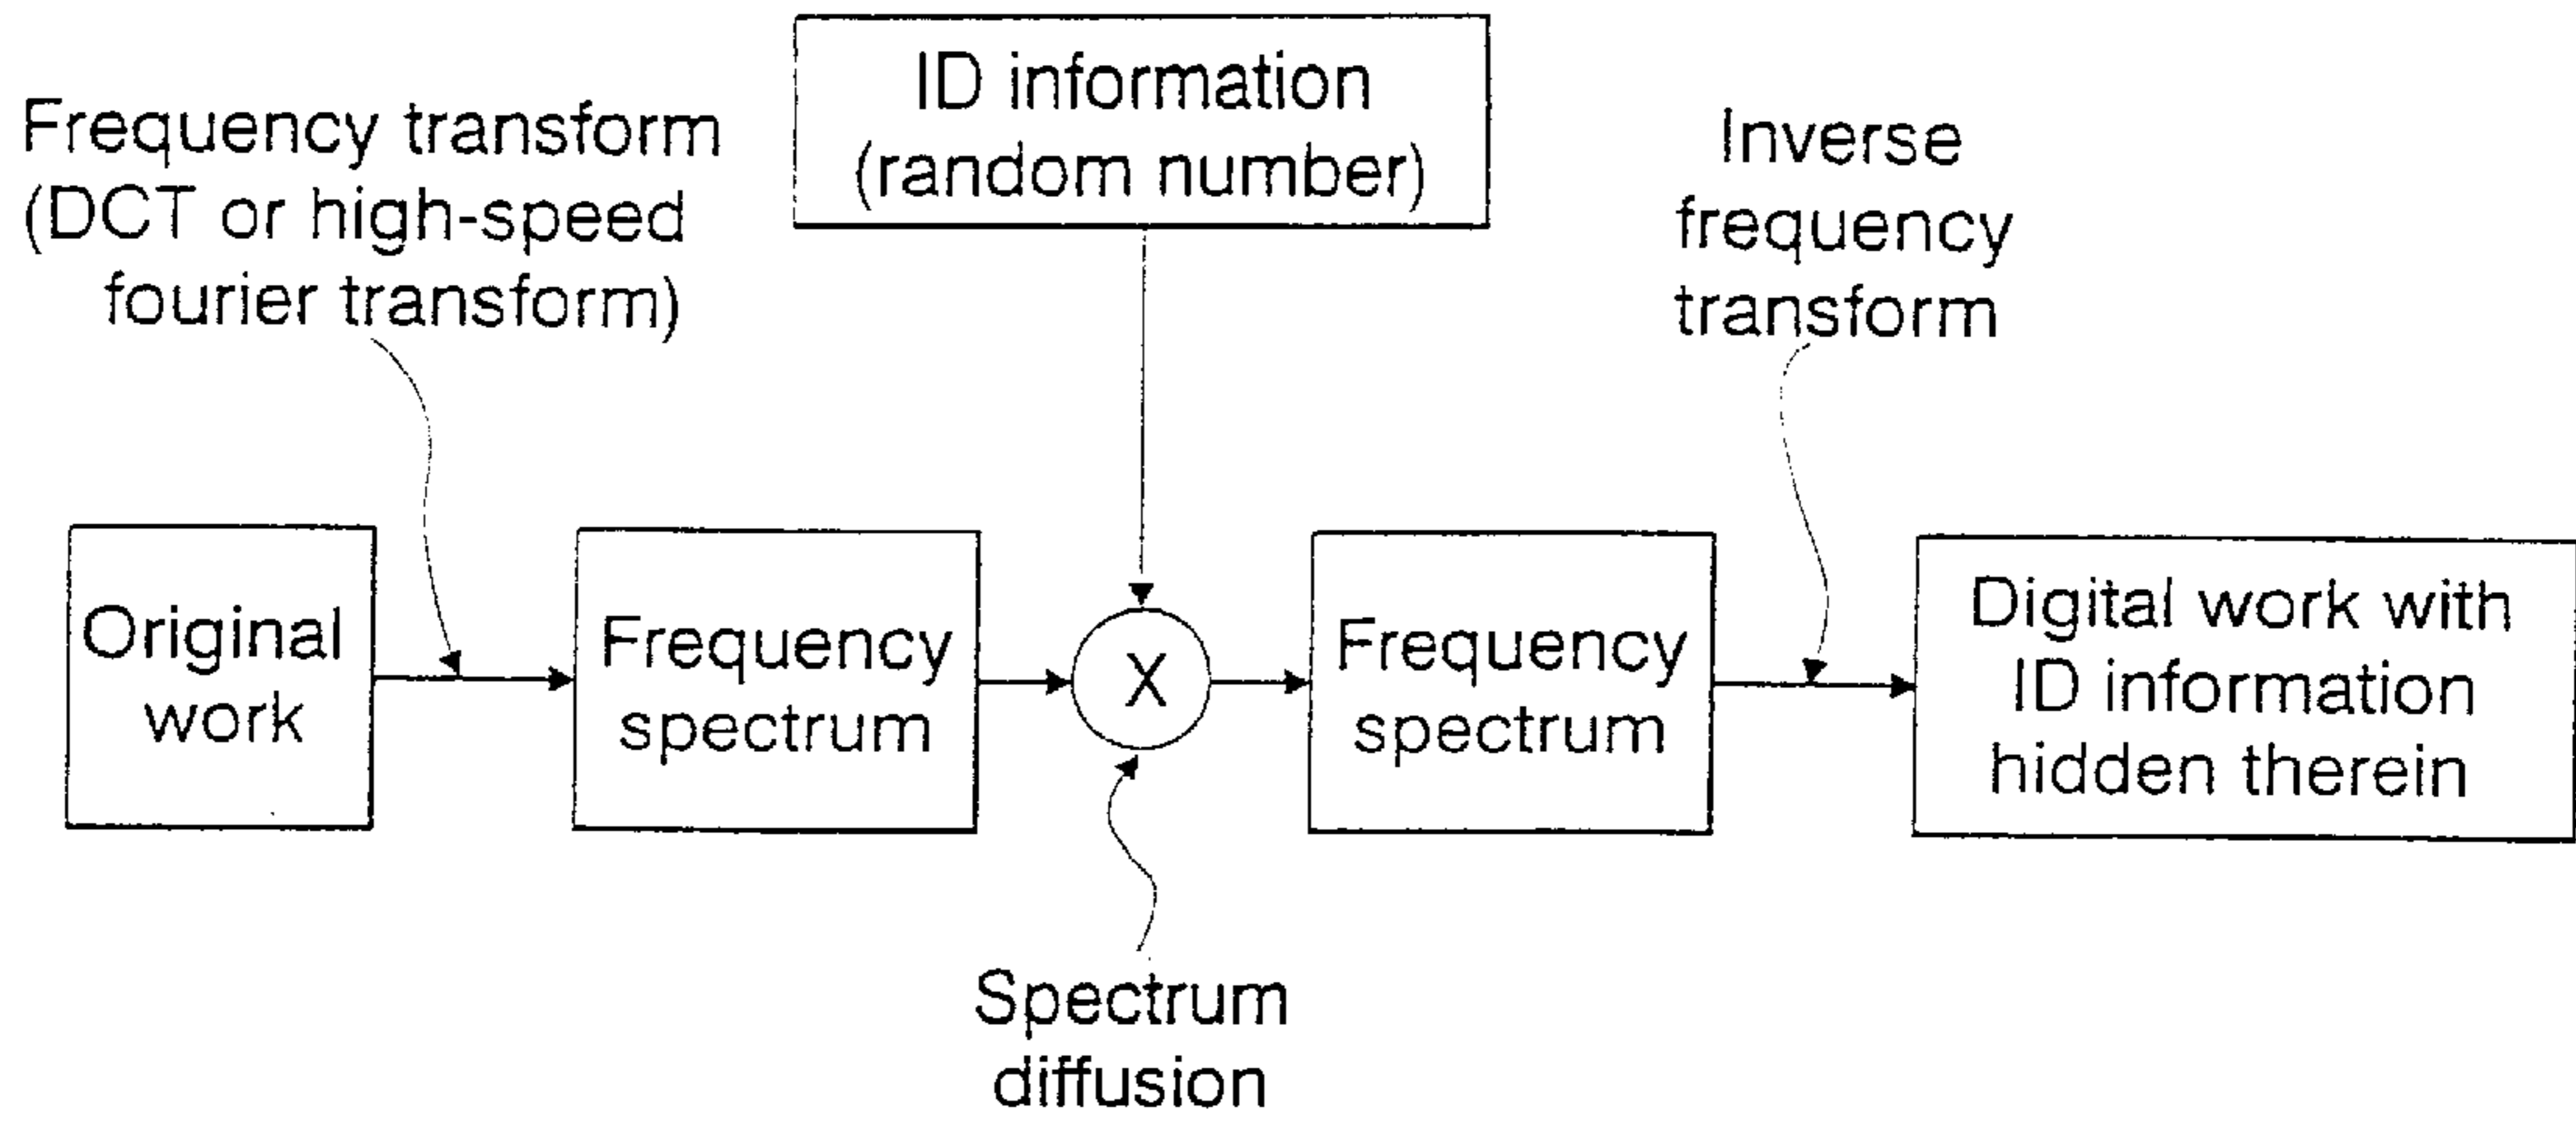 Frequency transform
(DCT or high-speed
fourier transform)
ID information
(random number)
Inverse
frequency
transform
Original
work
Frequency
spectrum
X
Frequency
spectrum
Digital work with
ID information
hidden therein
Spectrum
diffusion